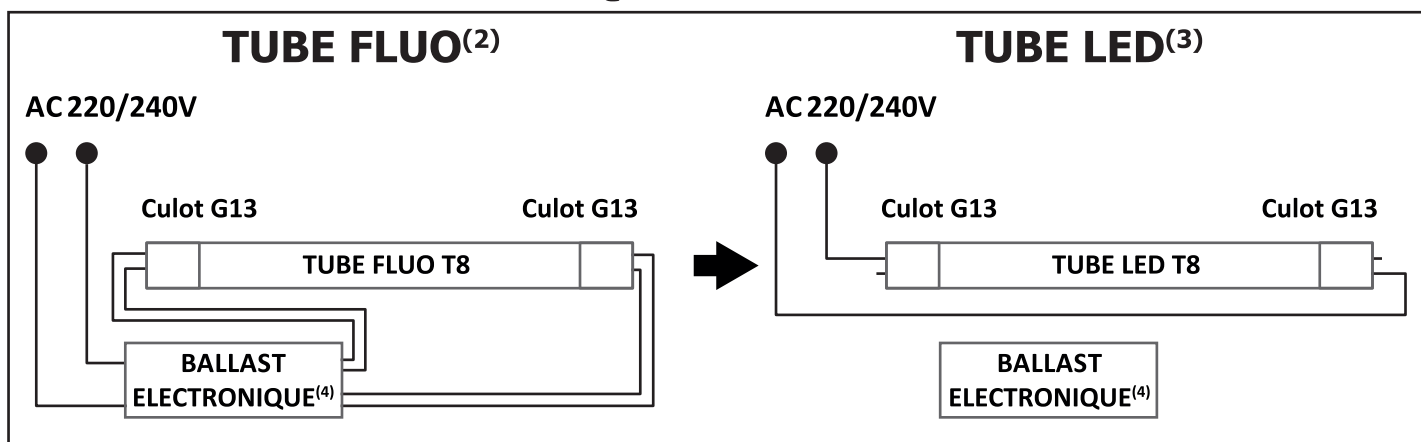 TUBE FLUO(2)
AC 220/240V
Culot G13
Culot G13
TUBE FLUO T8
BALLAST
ELECTRONIQUE(4)
TUBE LED(3)
AC 220/240V
Culot G13
Culot G13
TUBE LED T8
BALLAST
ELECTRONIQUE(4)